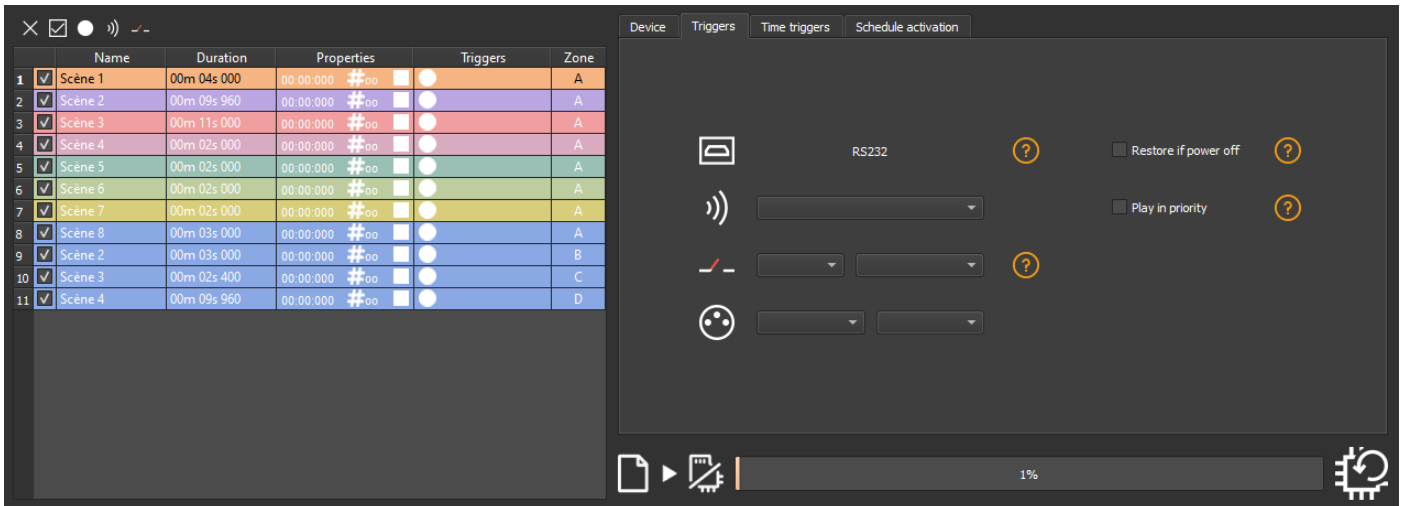 Device Triggers Time triggers Schedule activation
Name Duration Properties Triggers Zone
1 Scène 1 00m 04s 000 00:00:000 #oo A
2 Scène 2 00m 09s 960 00:00:000 #oo A
3 Scène 3 00m 11s 000 00:00:000 #oo A
4 Scène 4 00m 02s 000 00:00:000 #oo A
5 Scène 5 00m 02s 000 00:00:000 #oo A
6 Scène 6 00m 02s 000 00:00:000 #oo A
7 Scène 7 00m 02s 000 00:00:000 #oo A
8 Scène 8 00m 03s 000 00:00:000 #oo A
9 Scène 2 00m 03s 000 00:00:000 #oo B
10 Scène 3 00m 02s 400 00:00:000 #oo C
11 Scène 4 00m 09s 960 00:00:000 #oo D
RS232 ? Restore if power off ?
Play in priority ?
?
1%